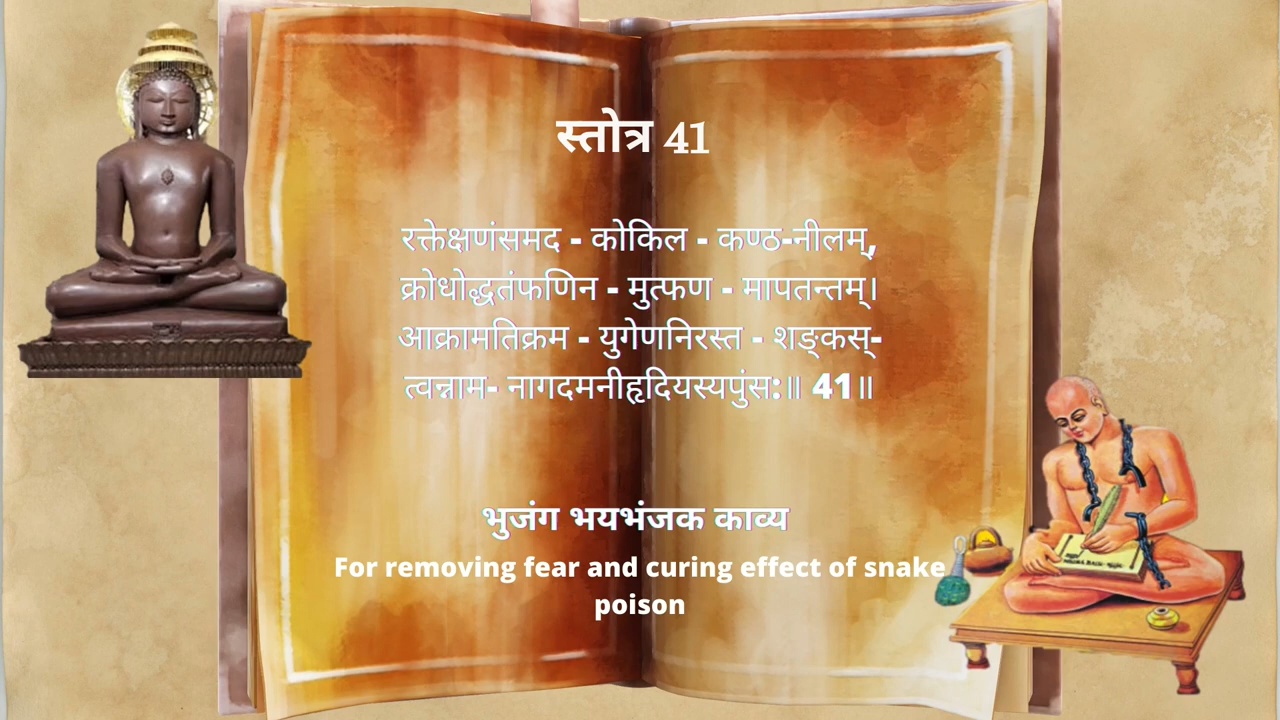 स्तोत्र 41
रक्तेक्षणंसमद - कोकिल - कण्ठ-नीलम्,
क्रोधोद्धतंफणिन - मुत्फण - मापतन्तम्।
आक्रामतिक्रम - युगेणनिरस्त - शङ्कस्-
त्वन्नाम- नागदमनीहृदियस्यपुंस:॥ 41॥
भुजंग भयभंजक काव्य
For removing fear and curing effect of snake
poison